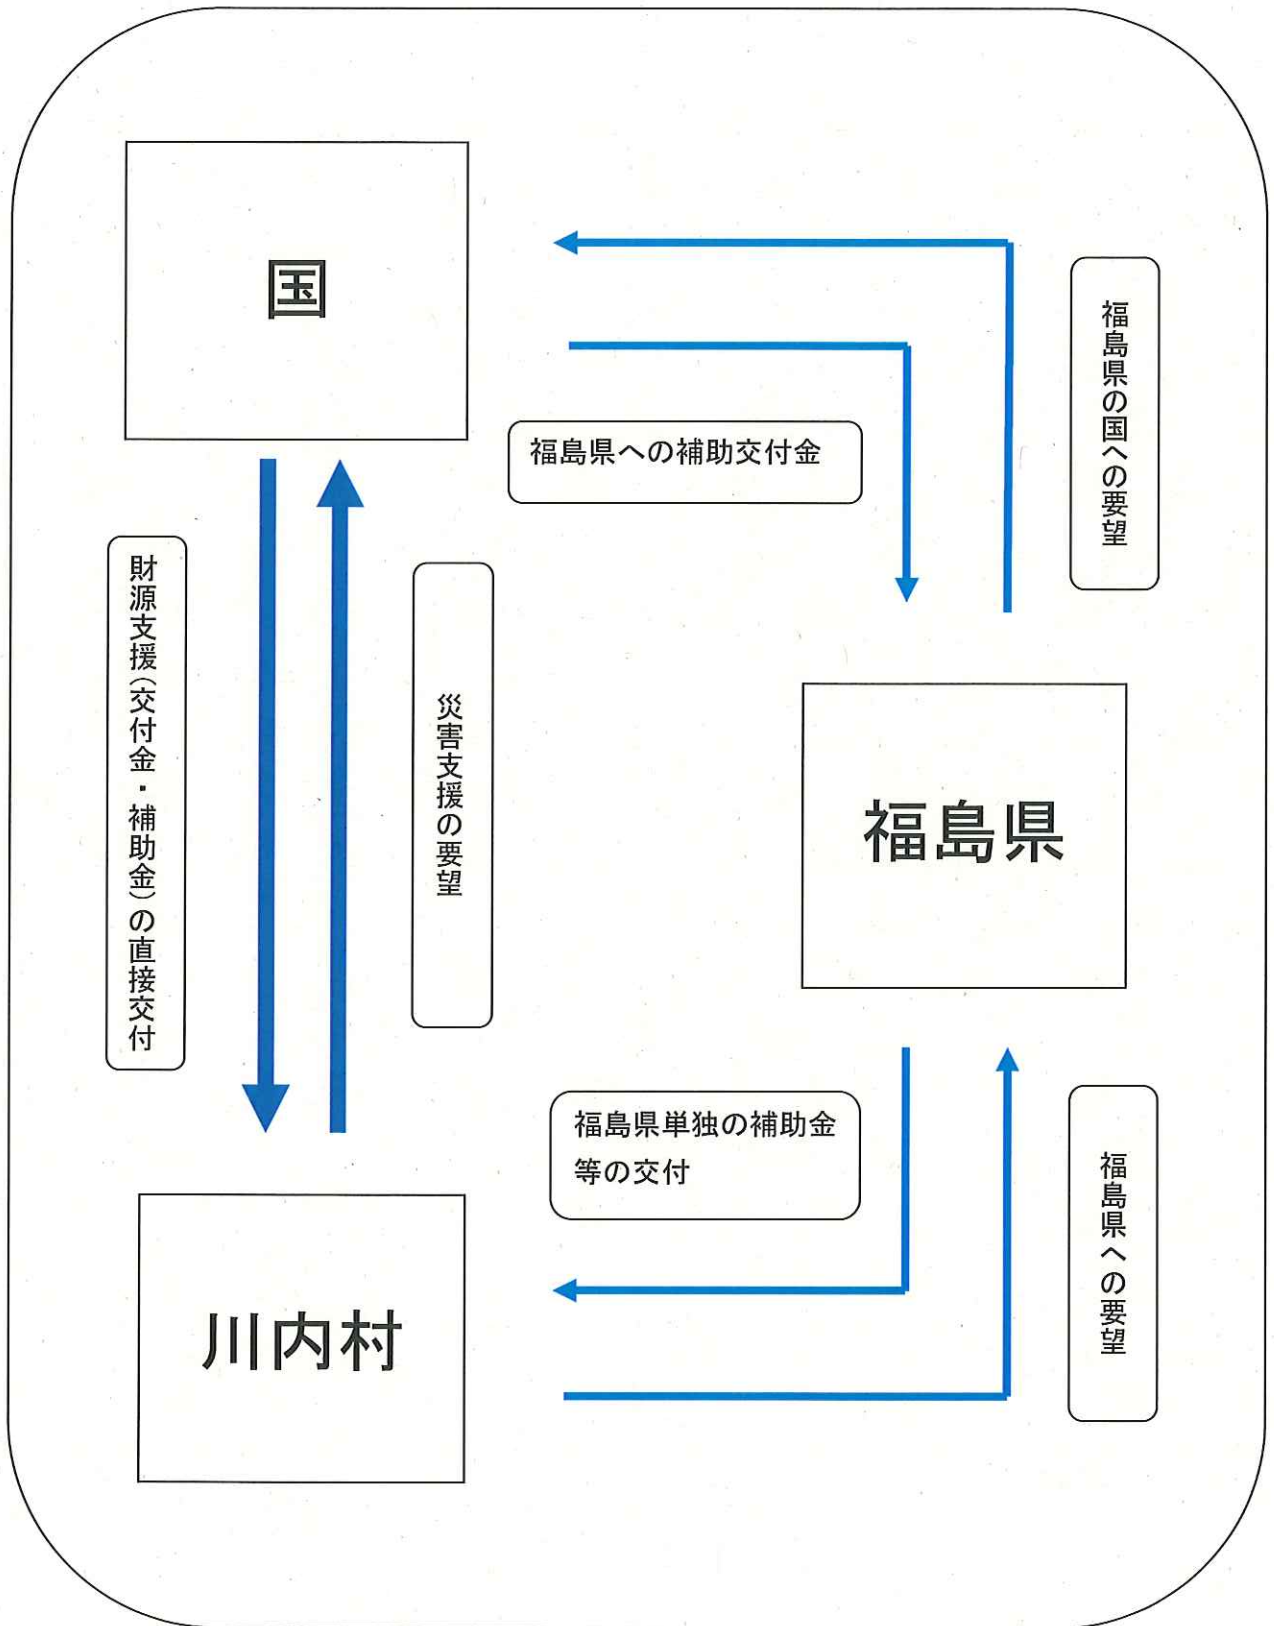 国
福島県の国への要望
福島県への補助交付金
財源支援（交付金・補助金）の直接交付
災害支援の要望
福島県
福島県単独の補助金
等の交付
福島県への要望
川内村